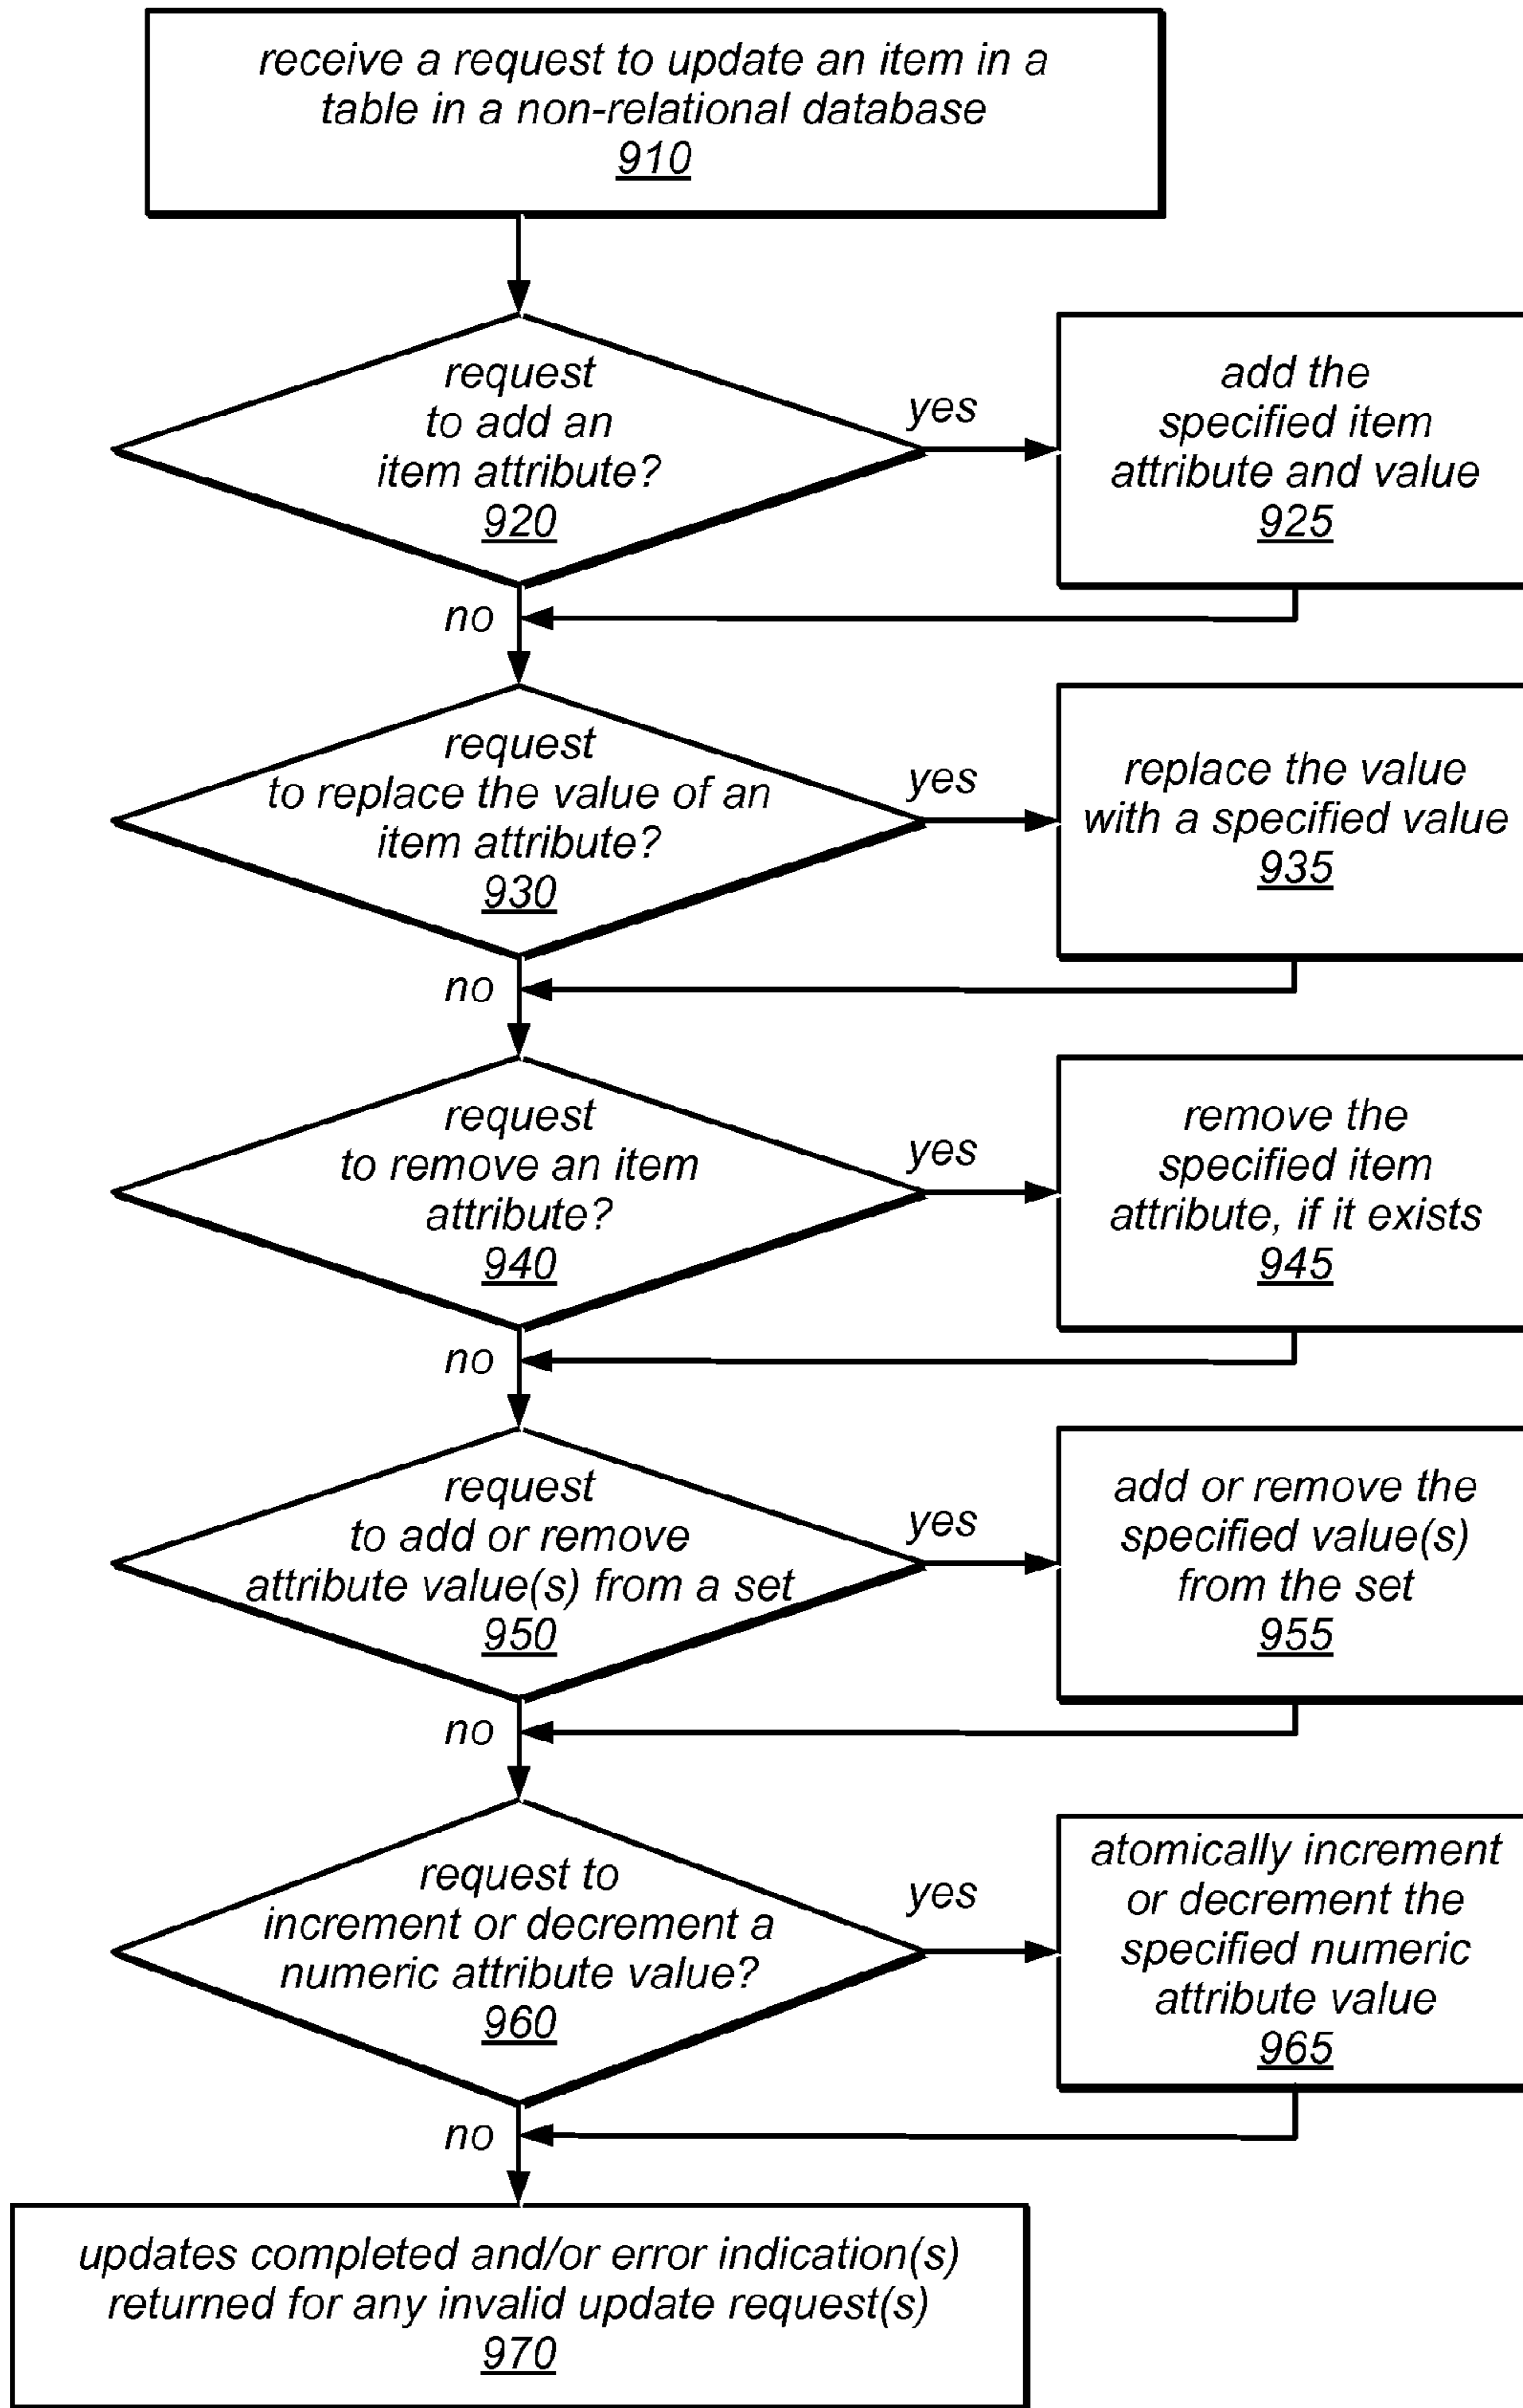 receive a request to update an item in a
table in a non-relational database
910
request
to add an
item attribute?
920
yes
add the
specified item
attribute and value
925
no
request
to replace the value of an
item attribute?
930
yes
replace the value
with a specified value
935
no
request
to remove an item
attribute?
940
yes
remove the
specified item
attribute, if it exists
945
no
request
to add or remove
attribute value(s) from a set
950
yes
add or remove the
specified value(s)
from the set
955
no
request to
increment or decrement a
numeric attribute value?
960
yes
atomically increment
or decrement the
specified numeric
attribute value
965
no
updates completed and/or error indication(s)
returned for any invalid update request(s)
970